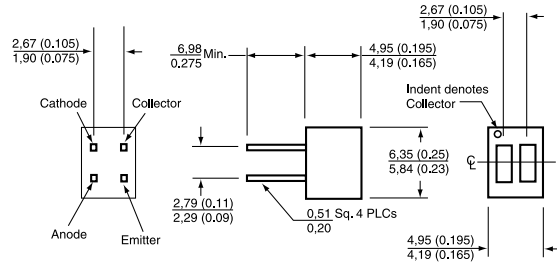 2,67 (0.105)
1,90 (0.075)
6,98 Min.
0.275
4,95 (0.195)
4,19 (0.165)
2,67 (0.105)
1,90 (0.075)
Cathode
Collector
Indent denotes
Collector
6,35 (0.25)
5,84 (0.23)
℄
2,79 (0.11)
2,29 (0.09)
0,51 Sq. 4 PLCs
0,20
Anode
Emitter
4,95 (0.195)
4,19 (0.165)